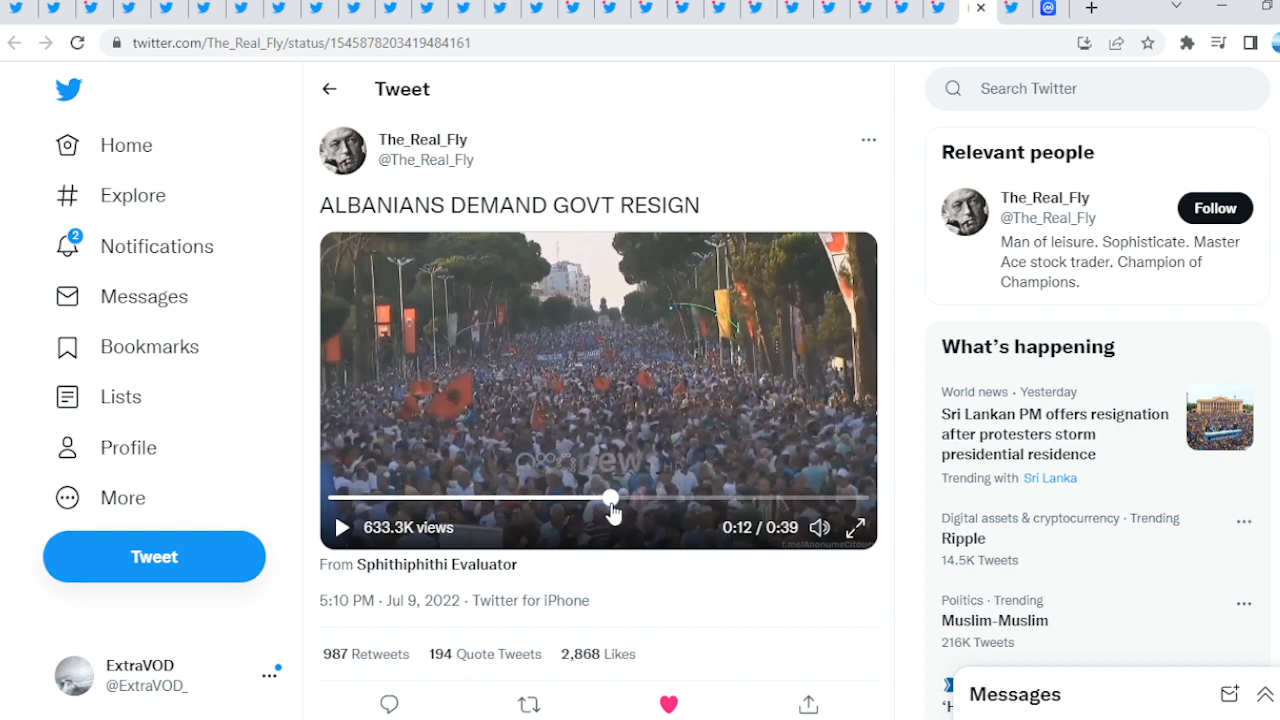 twitter.com/The_Real_Fly/status/1545878203419484161
Home
Explore
2
Notifications
Messages
Bookmarks
Lists
Profile
More
Tweet
ExtraVOD
@ExtraVOD_
Tweet
The_Real_Fly
@The_Real_Fly
ALBANIANS DEMAND GOVT RESIGN
news
633.3K views
0:12 / 0:39
From Sphithiphithi Evaluator
5:10 PM · Jul 9, 2022 · Twitter for iPhone
987 Retweets 194 Quote Tweets 2,868 Likes
Search Twitter
Relevant people
The_Real_Fly
@The_Real_Fly
Follow
Man of leisure. Sophisticate. Master
Ace stock trader. Champion of
Champions.
What's happening
World news · Yesterday
Sri Lankan PM offers resignation
after protesters storm
presidential residence
Trending with Sri Lanka
Digital assets & cryptocurrency · Trending
Ripple
14.5K Tweets
Politics · Trending
Muslim-Muslim
216K Tweets
Messages